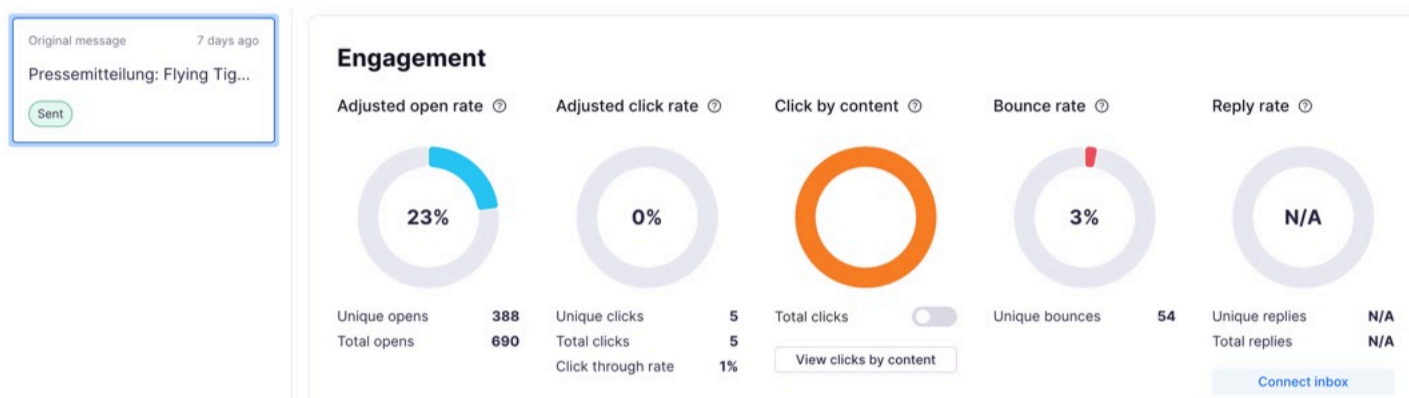 Original message 7 days ago
Pressemitteilung: Flying Tig...
Sent
Engagement
Adjusted open rate
23%
Unique opens 388
Total opens 690
Adjusted click rate
0%
Unique clicks 5
Total clicks 5
Click through rate 1%
Click by content
Total clicks
View clicks by content
Bounce rate
3%
Unique bounces 54
Reply rate
N/A
Unique replies N/A
Total replies N/A
Connect inbox